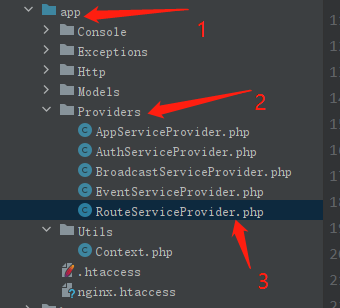 app
1
Console
Exceptions
Http
Models
Providers
2
AppServiceProvider.php
AuthServiceProvider.php
BroadcastServiceProvider.php
EventServiceProvider.php
RouteServiceProvider.php
Utils
3
Context.php
.htaccess
nginx.htaccess